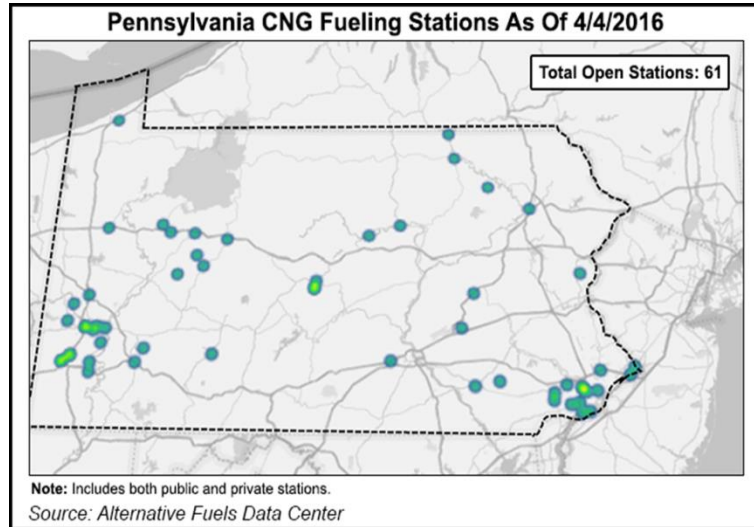 Pennsylvania CNG Fueling Stations As Of 4/4/2016
Total Open Stations: 61
Note: Includes both public and private stations.
Source: Alternative Fuels Data Center